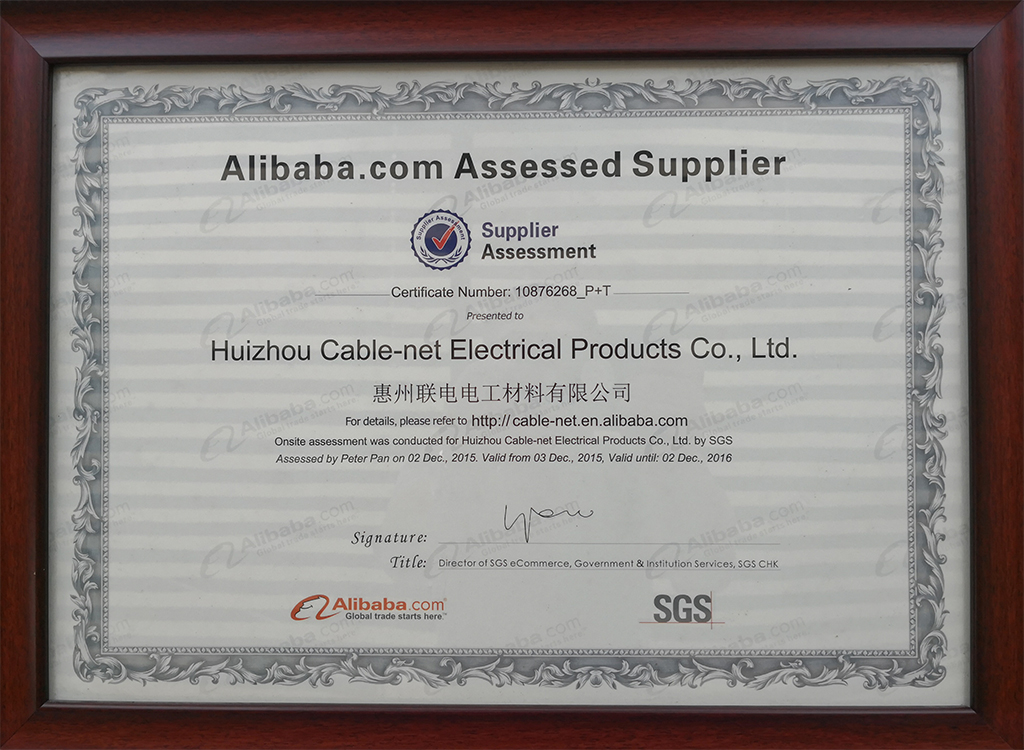 Alibaba.com Assessed Supplier
Supplier Assessment
Supplier
Assessment
Certificate Number: 10876268_P+T
Presented to
Huizhou Cable-net Electrical Products Co., Ltd.
惠州联电电工材料有限公司
For details, please refer to http://cable-net.en.alibaba.com
Onsite assessment was conducted for Huizhou Cable-net Electrical Products Co., Ltd. by SGS
Assessed by Peter Pan on 02 Dec., 2015. Valid from 03 Dec., 2015, Valid until: 02 Dec., 2016
Signature:
Title: Director of SGS eCommerce, Government & Institution Services, SGS CHK
Alibaba.com®
Global trade starts here.™
SGS